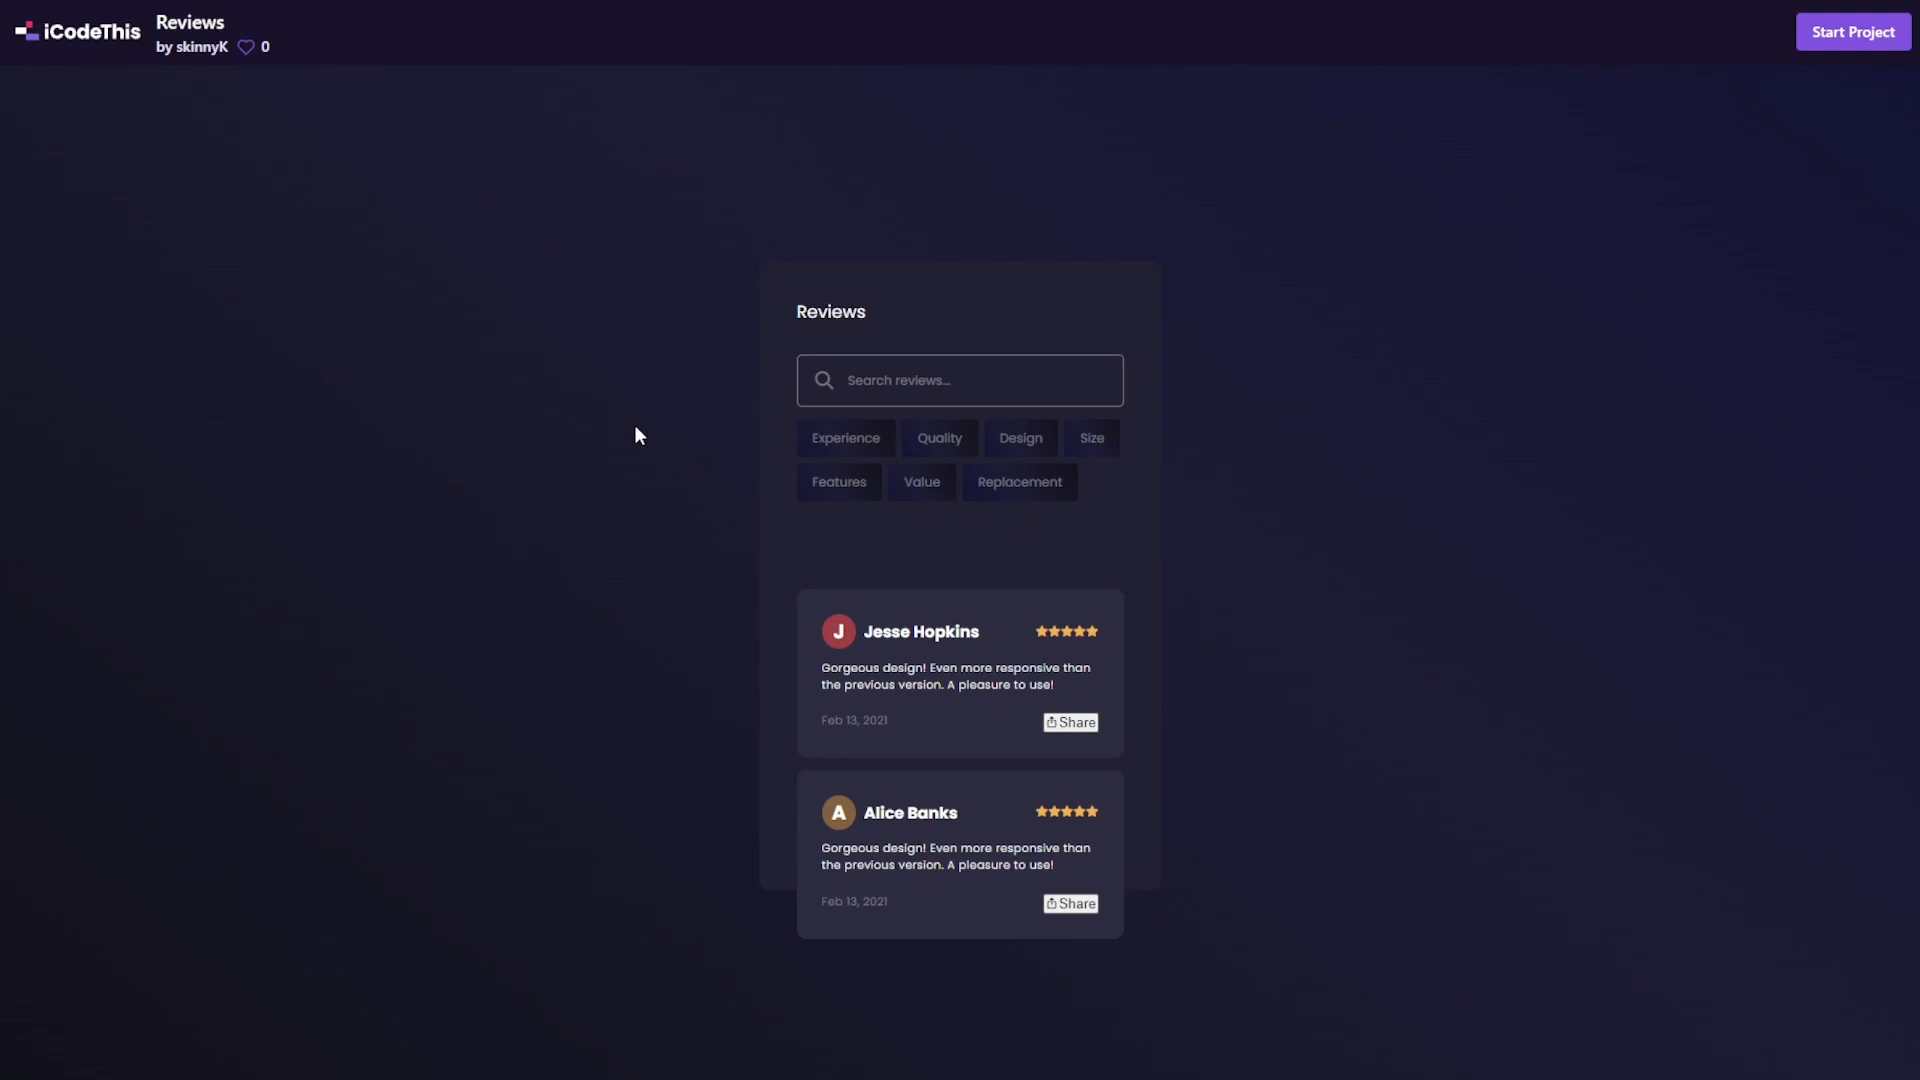 iCodeThis
Reviews
by skinnyK 0
Start Project
Reviews
Search reviews...
Experience Quality Design Size
Features Value Replacement
J Jesse Hopkins
Gorgeous design! Even more responsive than
the previous version. A pleasure to use!
Feb 13, 2021 Share
A Alice Banks
Gorgeous design! Even more responsive than
the previous version. A pleasure to use!
Feb 13, 2021 Share